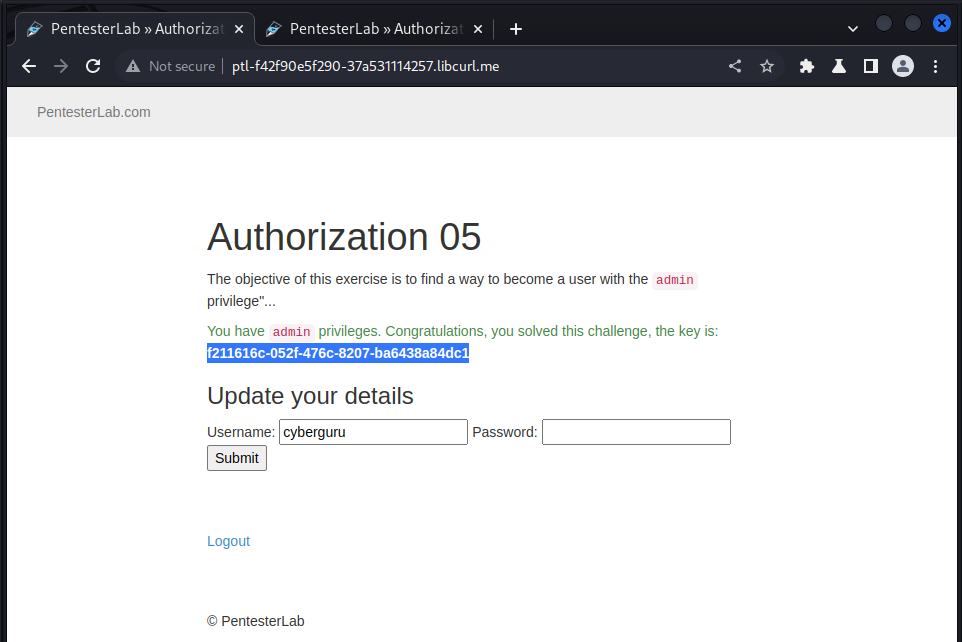 PentesterLab » Authorizat
PentesterLab » Authorizat
Not secure
ptl-f42f90e5f290-37a531114257.libcurl.me
PentesterLab.com
Authorization 05
The objective of this exercise is to find a way to become a user with the admin
privilege"...
You have admin privileges. Congratulations, you solved this challenge, the key is:
f211616c-052f-476c-8207-ba6438a84dc1
Update your details
Username: cyberguru Password:
Submit
Logout
© PentesterLab